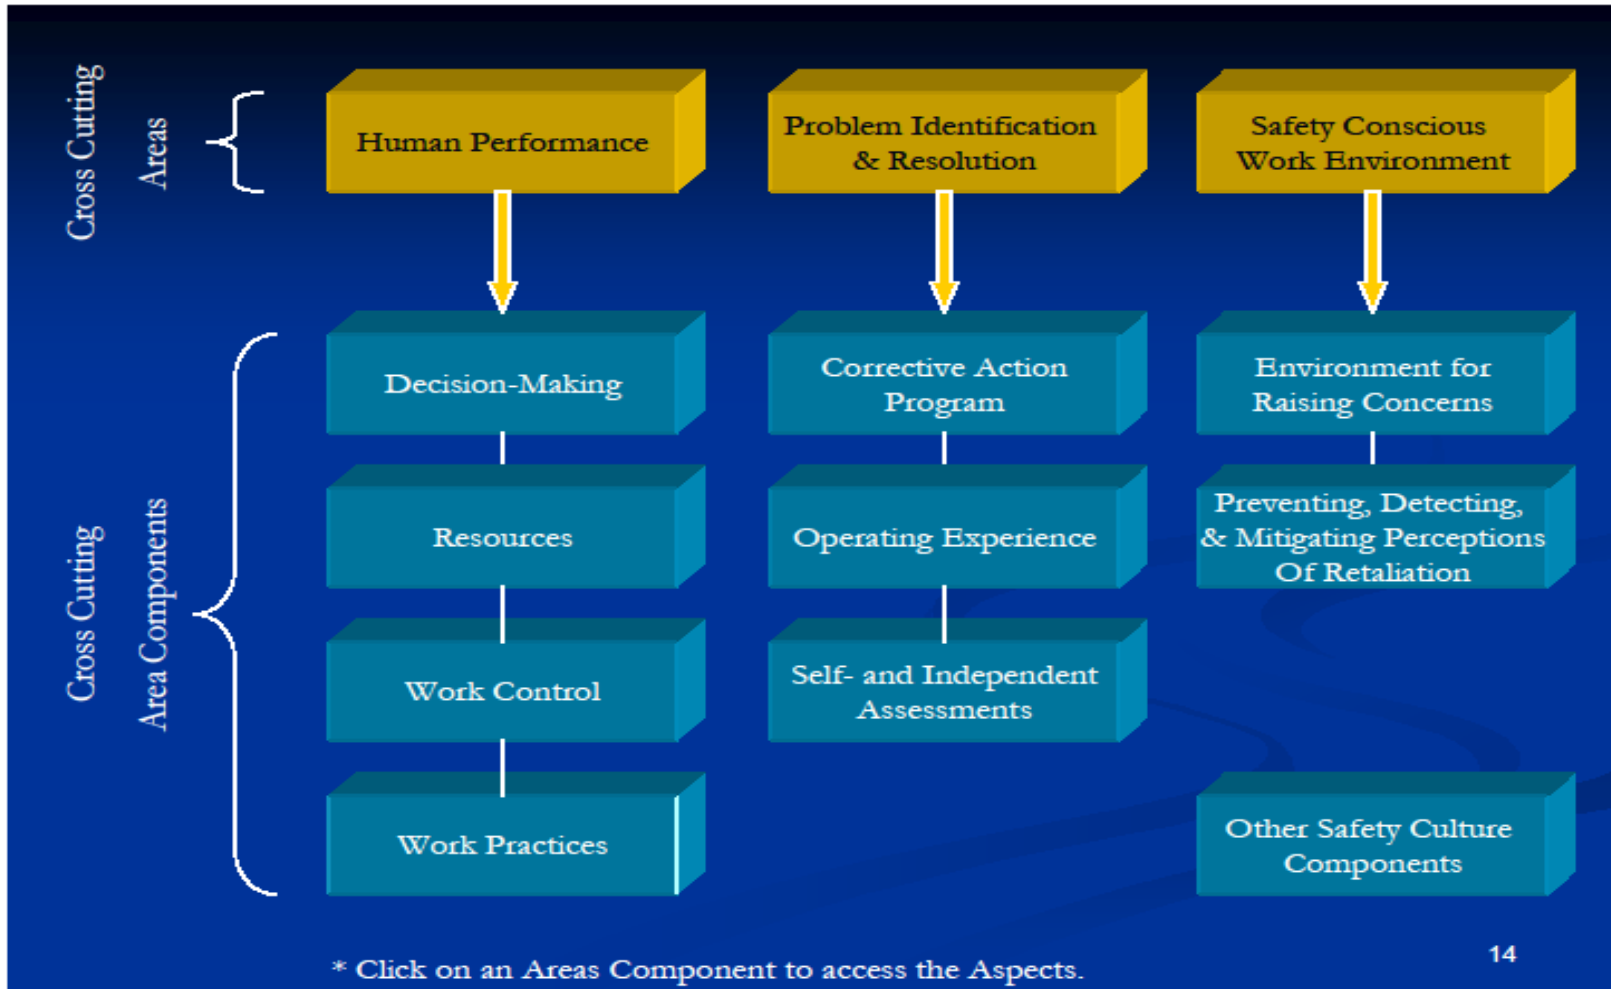 Cross Cutting
Areas
Human Performance
Problem Identification
& Resolution
Safety Conscious
Work Environment
Cross Cutting
Area Components
Decision-Making
Resources
Work Control
Work Practices
Corrective Action
Program
Operating Experience
Self- and Independent
Assessments
Environment for
Raising Concerns
Preventing, Detecting,
& Mitigating Perceptions
Of Retaliation
Other Safety Culture
Components
* Click on an Areas Component to access the Aspects.
14